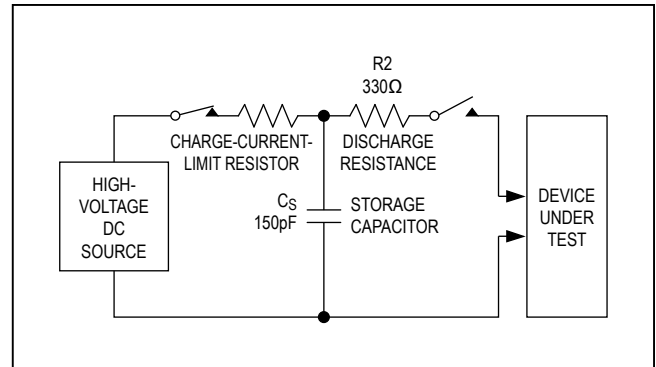 R2
330Ω
CHARGE-CURRENT-
LIMIT RESISTOR
DISCHARGE
RESISTANCE
HIGH-
VOLTAGE
DC
SOURCE
CS
150pF
STORAGE
CAPACITOR
DEVICE
UNDER
TEST